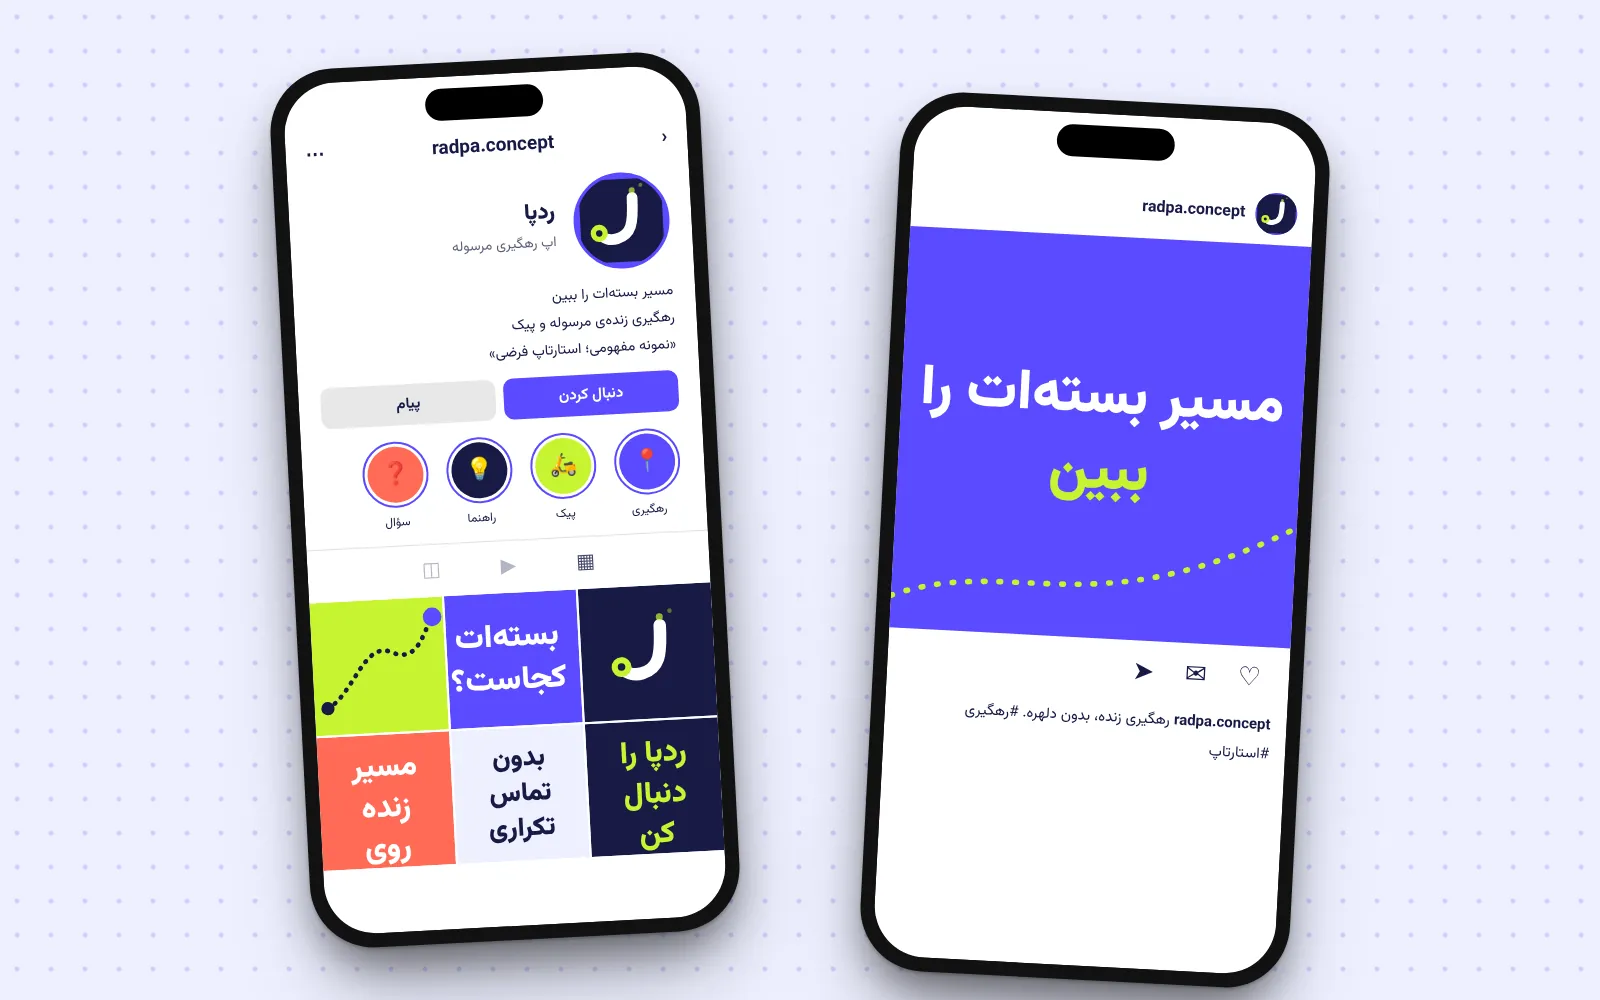 radpa.concept
ردپا
اپ رهگیری مرسوله
مسیر بسته‌ات را ببین
رهگیری زنده‌ی مرسوله و پیک
«نمونه مفهومی؛ استارتاپ فرضی»
دنبال کردن
پیام
رهگیری
پیک
راهنما
سؤال
بسته‌ات
کجاست؟
ردپا را
دنبال
کن
بدون
تماس
تکراری
مسیر
زنده
روی
radpa.concept
مسیر بسته‌ات را
ببین
radpa.concept رهگیری زنده، بدون دلهره. #رهگیری
#استارتاپ